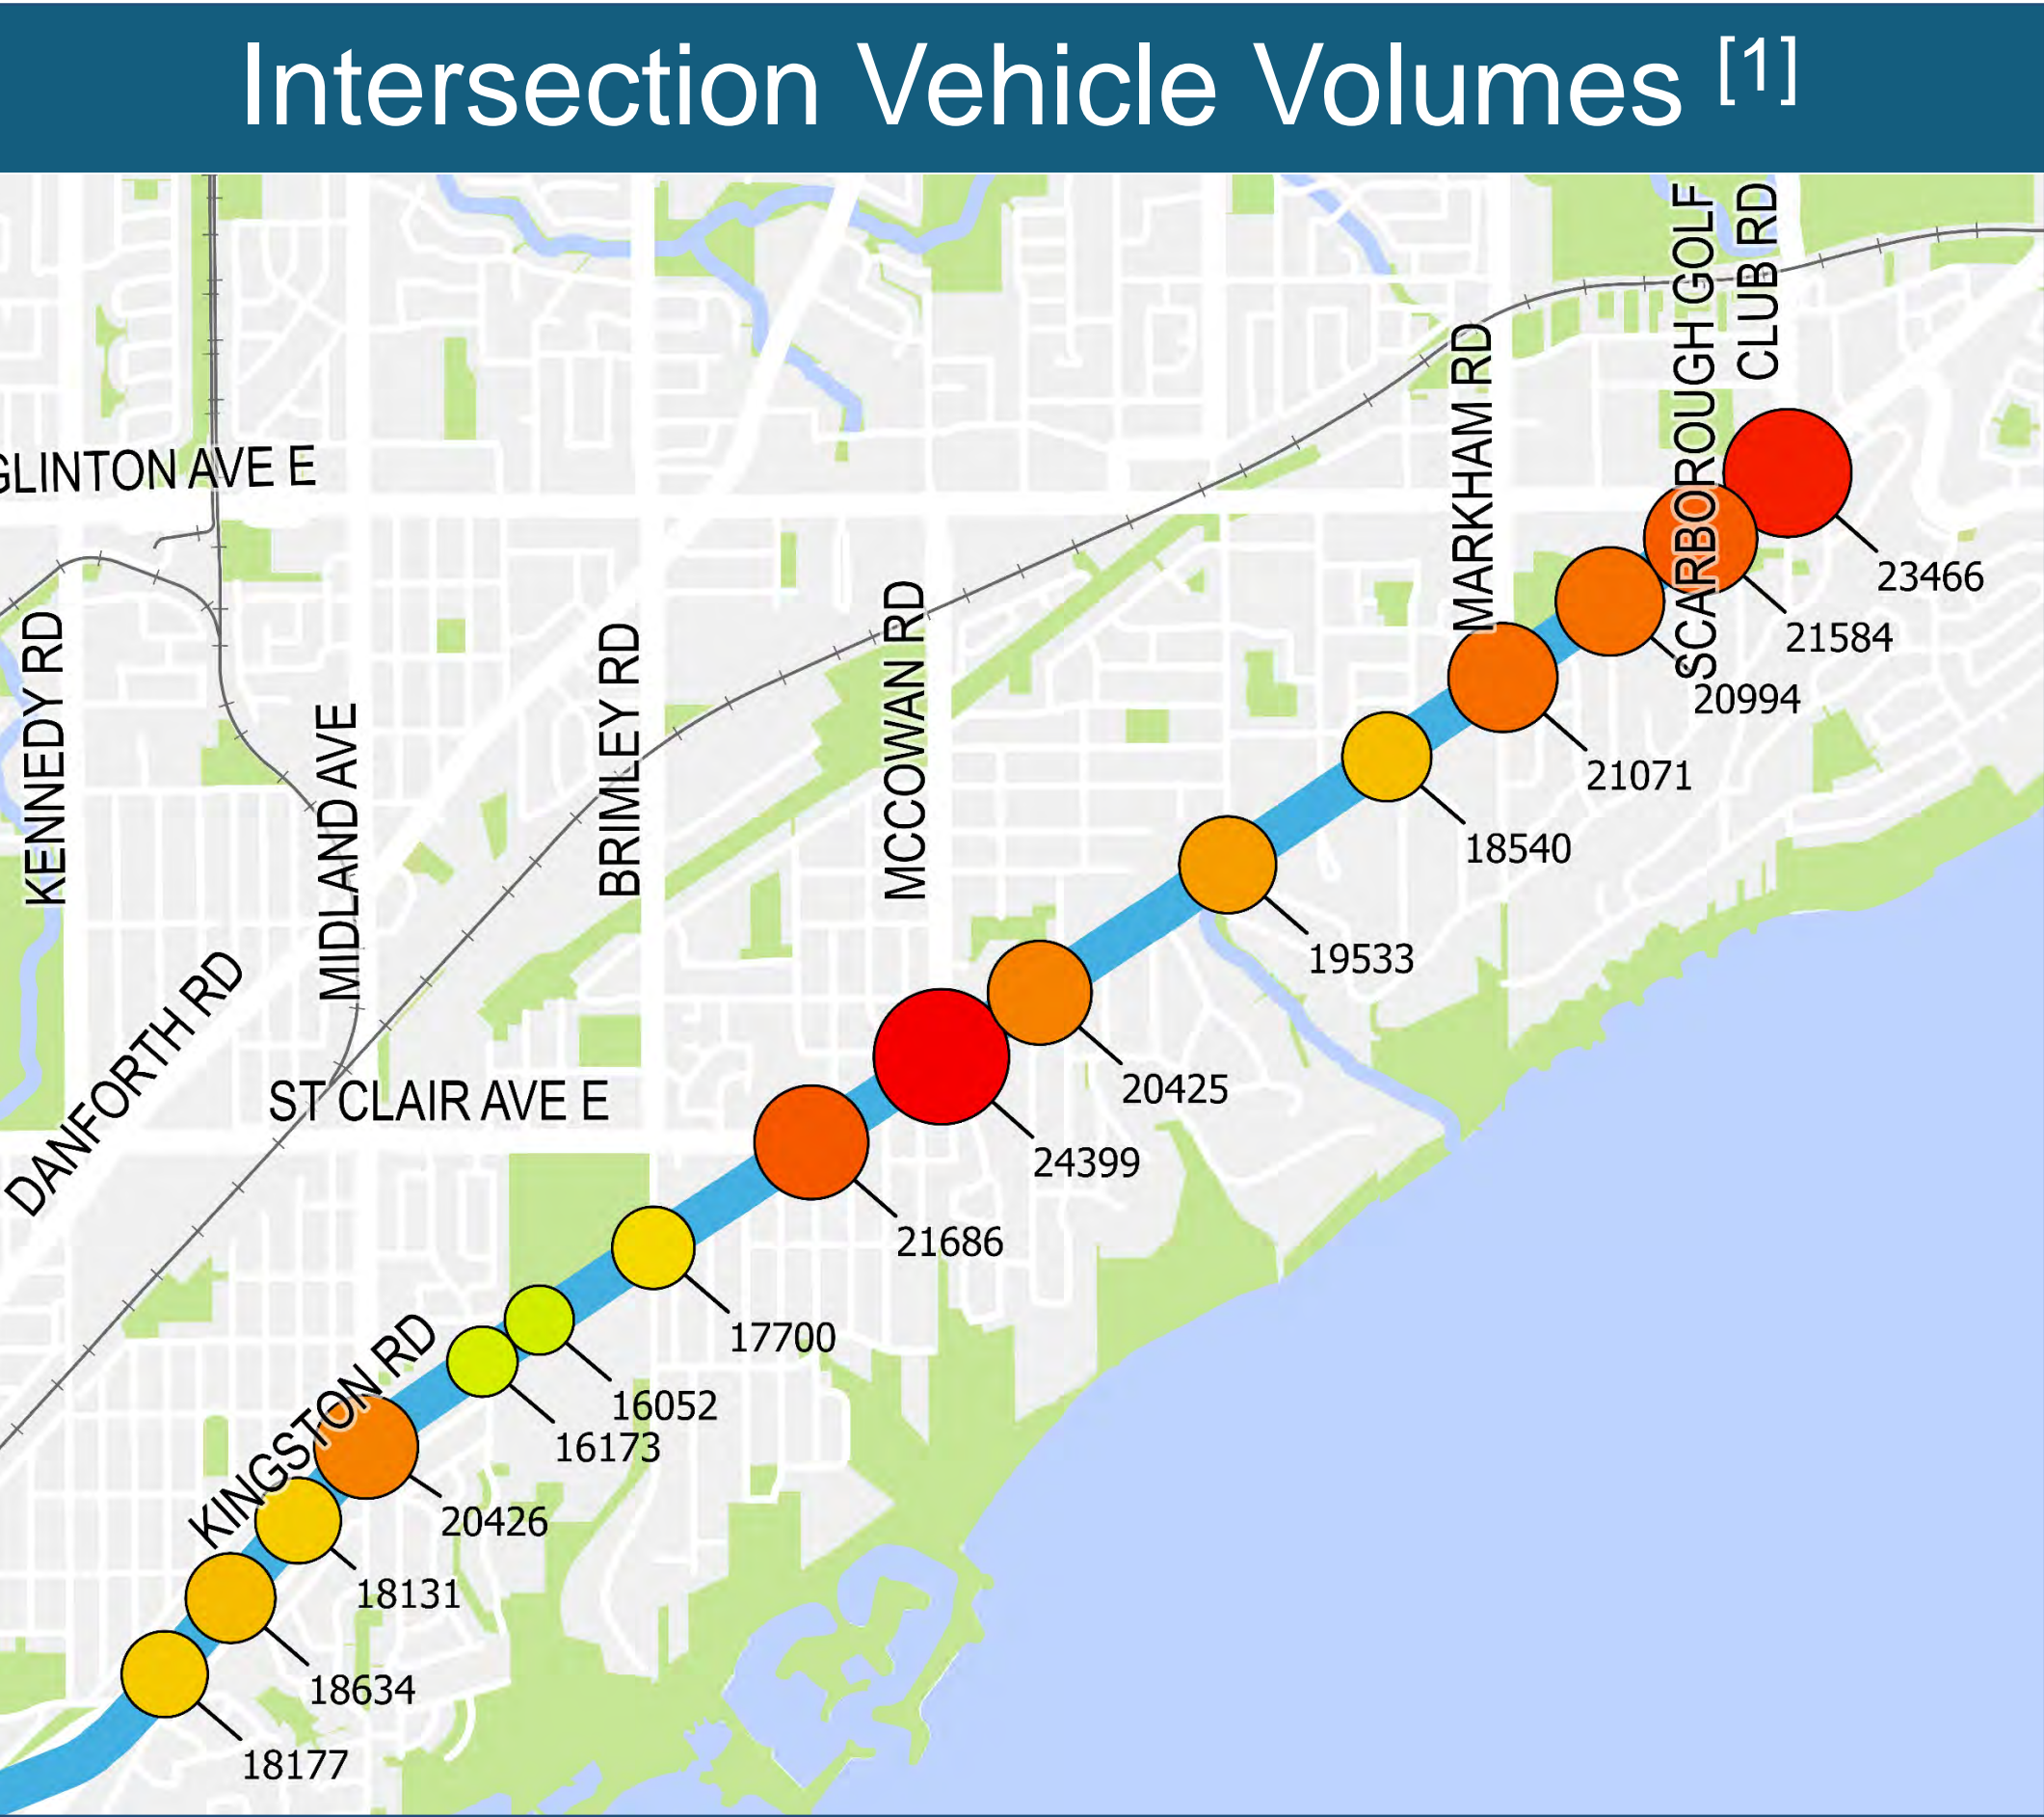 Intersection Vehicle Volumes [1]
SCARBOROUGH GOLF
CLUB RD
MARKHAM RD
GLINTON AVE E
23466
21584
20994
KENNEDY RD
MIDLAND AVE
BRIMLEY RD
MCCOWAN RD
21071
18540
19533
DANFORTH RD
ST CLAIR AVE E
20425
24399
21686
17700
16052
16173
KINGSTON RD
20426
18131
18634
18177